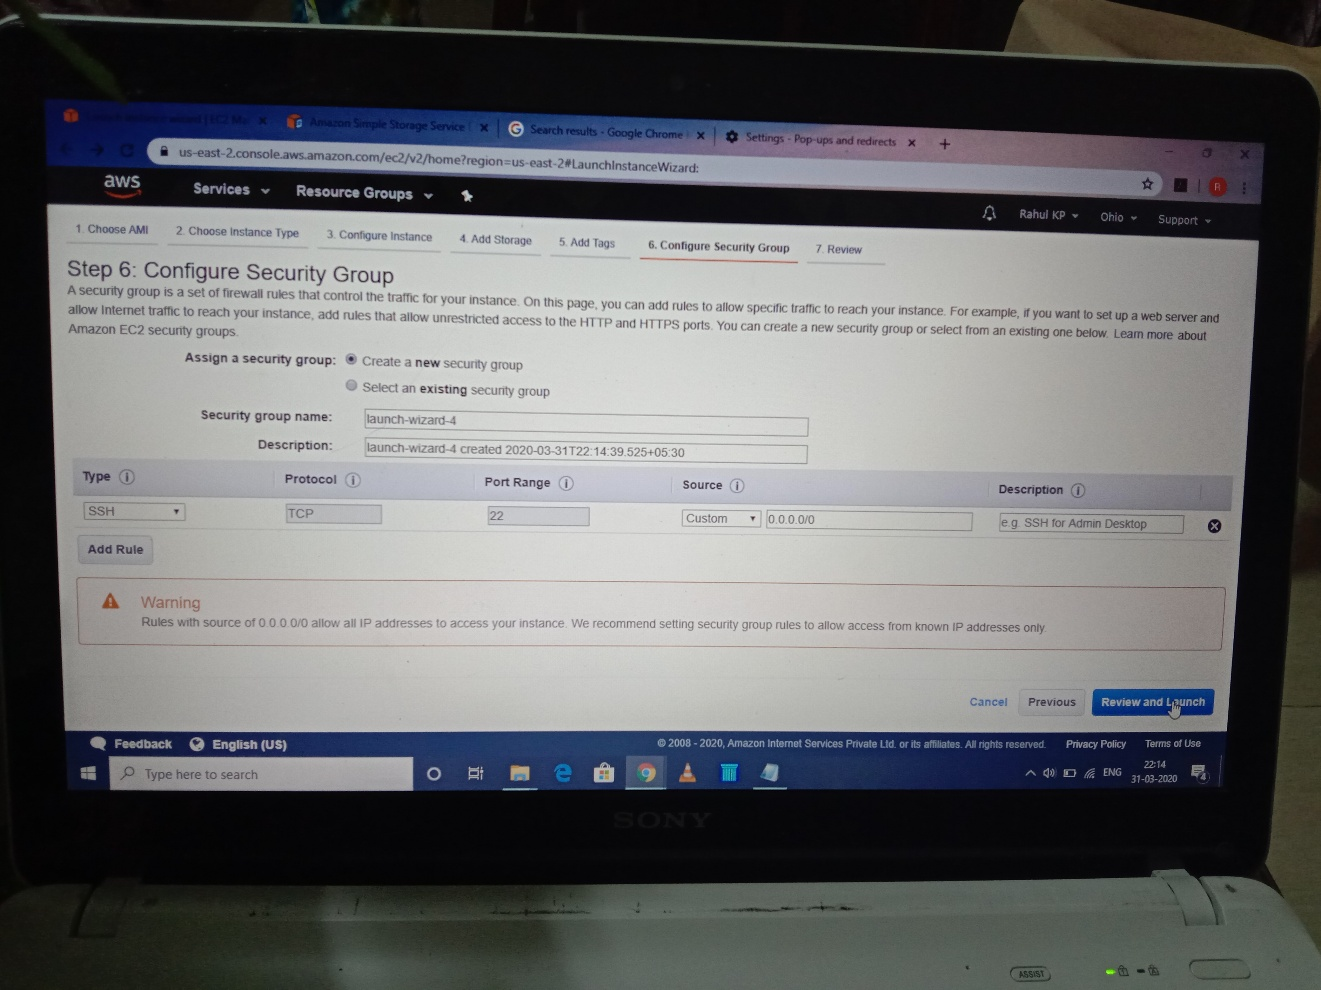 Amazon Simple Storage Service
Search results - Google Chrome
Settings - Pop-ups and redirects
us-east-2.console.aws.amazon.com/ec2/v2/home?region=us-east-2#LaunchInstanceWizard:
R
aws
Services
Resource Groups
Rahul KP
Ohio
Support
1. Choose AMI
2. Choose Instance Type
3. Configure Instance
4. Add Storage
5. Add Tags
6. Configure Security Group
7. Review
Step 6: Configure Security Group
A security group is a set of firewall rules that control the traffic for your instance. On this page, you can add rules to allow specific traffic to reach your instance. For example, if you want to set up a web server and
allow Internet traffic to reach your instance, add rules that allow unrestricted access to the HTTP and HTTPS ports. You can create a new security group or select from an existing one below. Learn more about
Amazon EC2 security groups.
Assign a security group:
Create a new security group
Select an existing security group
Security group name:
launch-wizard-4
Description:
launch-wizard-4 created 2020-03-31T22:14:39.525+05:30
Type
Protocol
Port Range
Source
Description
SSH
TCP
22
Custom
0.0.0.0/0
e.g. SSH for Admin Desktop
Add Rule
Warning
Rules with source of 0.0.0.0/0 allow all IP addresses to access your instance. We recommend setting security group rules to allow access from known IP addresses only.
Cancel
Previous
Review and Launch
Feedback
English (US)
© 2008 - 2020, Amazon Internet Services Private Ltd. or its affiliates. All rights reserved.
Privacy Policy
Terms of Use
Type here to search
ENG
22:14
31-03-2020
4
SONY
ASSIST